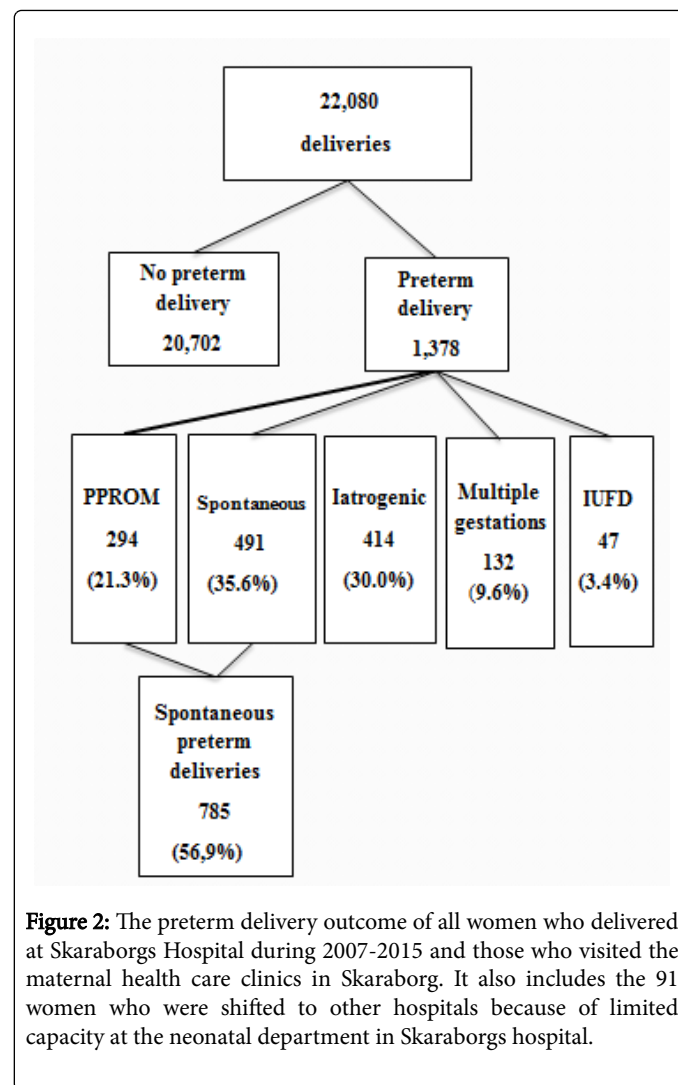 22,080
deliveries
No preterm
delivery
20,702
Preterm
delivery
1,378
PPROM
294
(21.3%)
Spontaneous
491
(35.6%)
Iatrogenic
414
(30.0%)
Multiple
gestations
132
(9.6%)
IUFD
47
(3.4%)
Spontaneous
preterm
deliveries
785
(56,9%)
Figure 2: The preterm delivery outcome of all women who delivered
at Skaraborgs Hospital during 2007-2015 and those who visited the
maternal health care clinics in Skaraborg. It also includes the 91
women who were shifted to other hospitals because of limited
capacity at the neonatal department in Skaraborgs hospital.